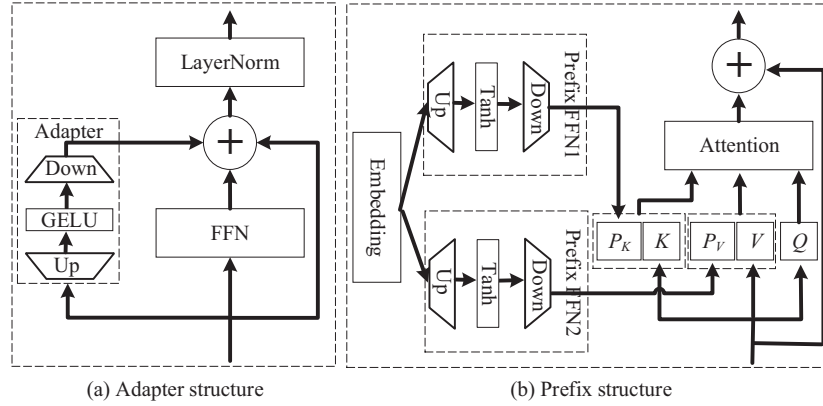 LayerNorm
+
Adapter
Down
GELU
Up
FFN
(a) Adapter structure
Embedding
Up
Tanh
Down
Prefix FFN1
Up
Tanh
Down
Prefix FFN2
+
Attention
P_K K P_V V Q
(b) Prefix structure